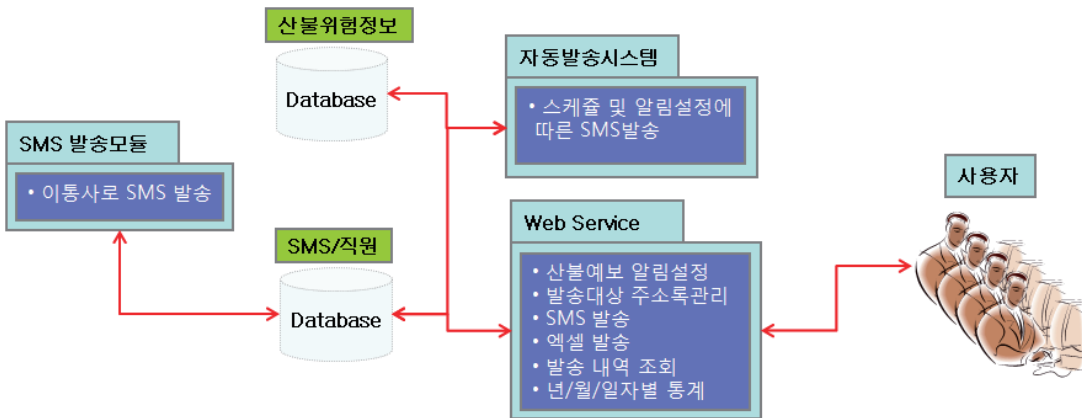 산불위험정보
Database
자동발송시스템
• 스케쥴 및 알림설정에
따른 SMS발송
SMS 발송모듈
• 이통사로 SMS 발송
사용자
SMS/직원
Database
Web Service
• 산불예보 알림설정
• 발송대상 주소록관리
• SMS 발송
• 엑셀 발송
• 발송 내역 조회
• 년/월/일자별 통계